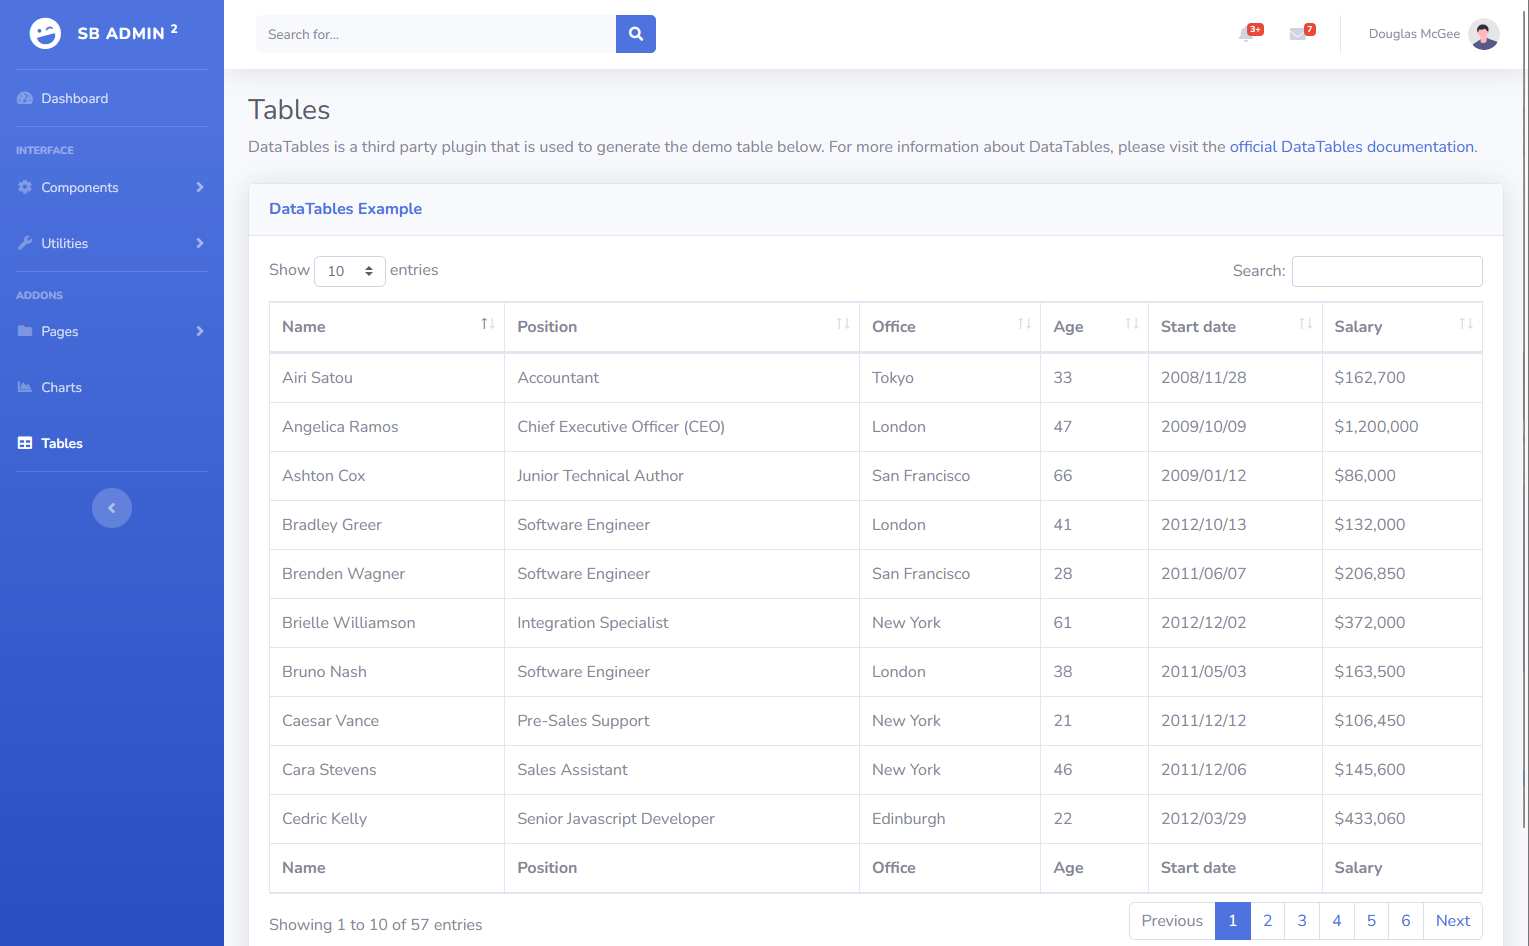 SB ADMIN 2
Dashboard
INTERFACE
Components
Utilities
ADDONS
Pages
Charts
Tables
Search for...
3+
7
Douglas McGee
Tables
DataTables is a third party plugin that is used to generate the demo table below. For more information about DataTables, please visit the official DataTables documentation.
DataTables Example
Show 10 entries
Search:
Name Position Office Age Start date Salary
Airi Satou Accountant Tokyo 33 2008/11/28 $162,700
Angelica Ramos Chief Executive Officer (CEO) London 47 2009/10/09 $1,200,000
Ashton Cox Junior Technical Author San Francisco 66 2009/01/12 $86,000
Bradley Greer Software Engineer London 41 2012/10/13 $132,000
Brenden Wagner Software Engineer San Francisco 28 2011/06/07 $206,850
Brielle Williamson Integration Specialist New York 61 2012/12/02 $372,000
Bruno Nash Software Engineer London 38 2011/05/03 $163,500
Caesar Vance Pre-Sales Support New York 21 2011/12/12 $106,450
Cara Stevens Sales Assistant New York 46 2011/12/06 $145,600
Cedric Kelly Senior Javascript Developer Edinburgh 22 2012/03/29 $433,060
Name Position Office Age Start date Salary
Showing 1 to 10 of 57 entries
Previous 1 2 3 4 5 6 Next